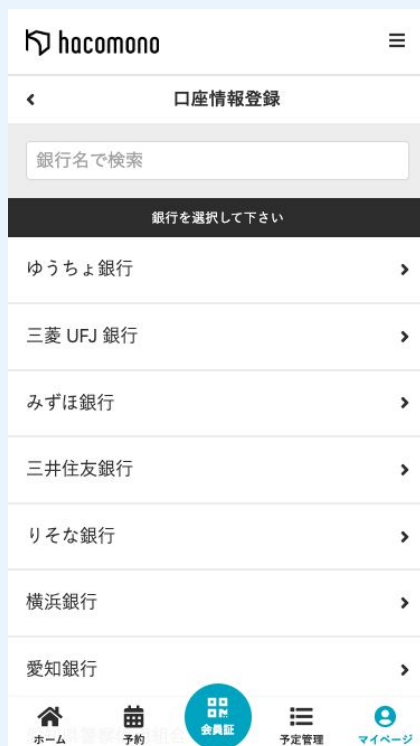 hacomono
口座情報登録
銀行名で検索
銀行を選択して下さい
ゆうちょ銀行
三菱 UFJ 銀行
みずほ銀行
三井住友銀行
りそな銀行
横浜銀行
愛知銀行
ホーム
予約
会員証
予定管理
マイページ